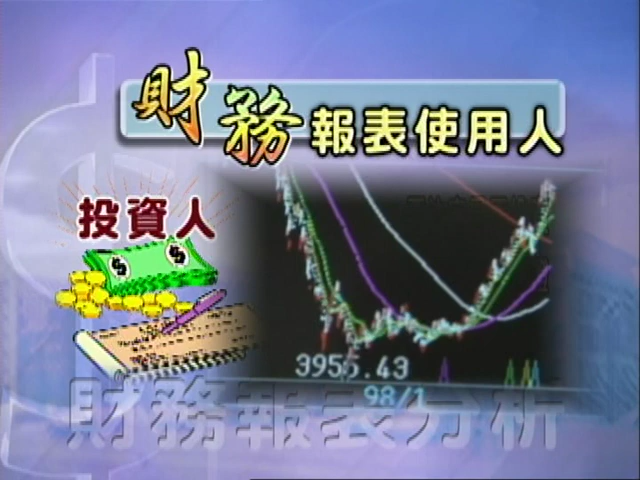 財務報表使用人
投資人
$ $
3955.43
98/1
財務報表分析